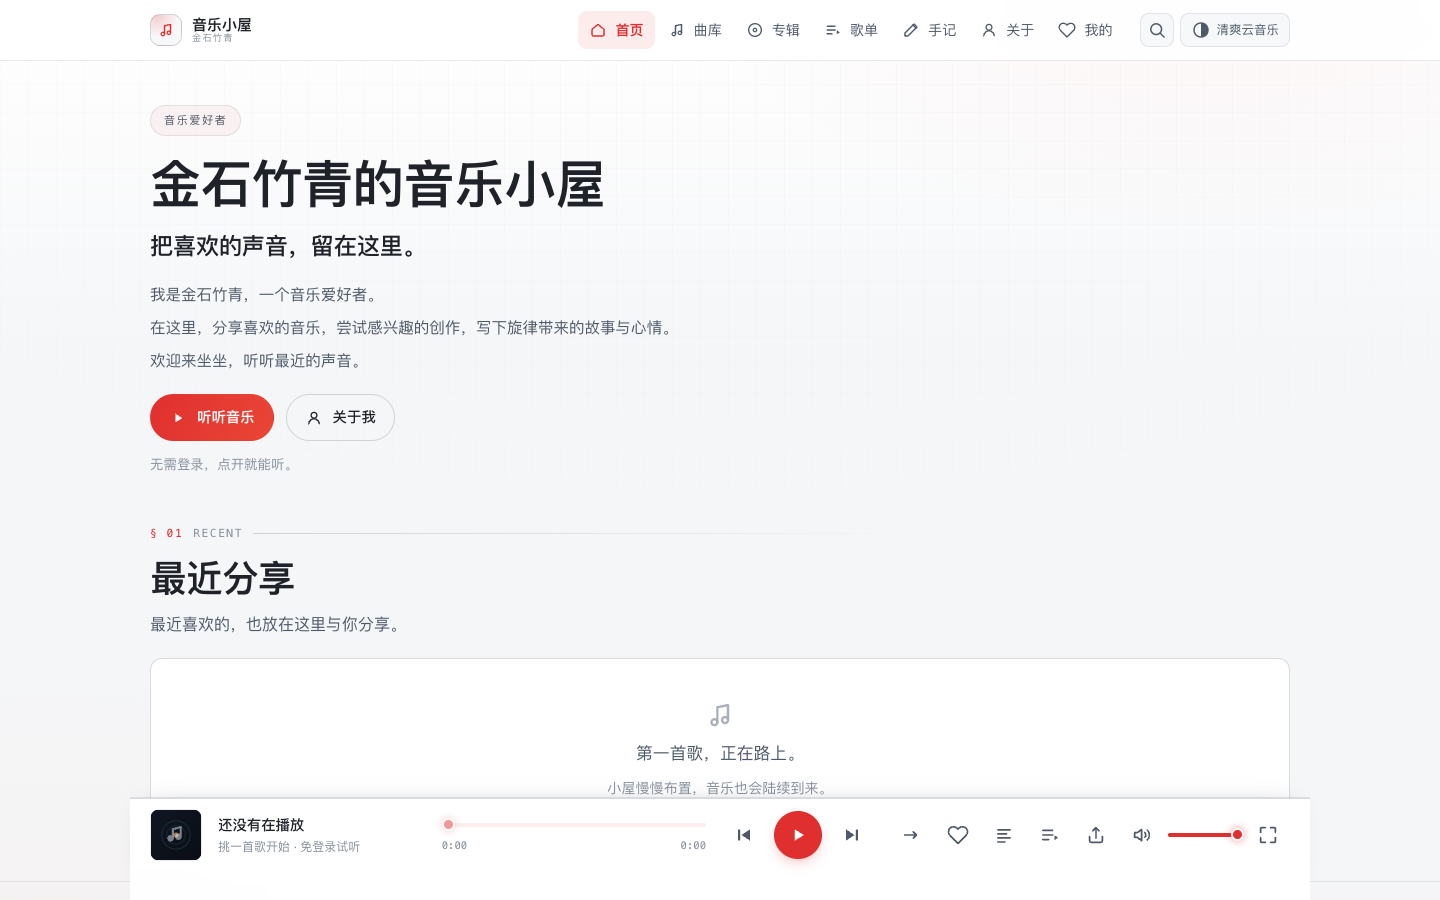 音乐小屋
金石竹青
首页
曲库
专辑
歌单
手记
关于
我的
清爽云音乐
音乐爱好者
金石竹青的音乐小屋
把喜欢的声音，留在这里。
我是金石竹青，一个音乐爱好者。
在这里，分享喜欢的音乐，尝试感兴趣的创作，写下旋律带来的故事与心情。
欢迎来坐坐，听听最近的声音。
听听音乐
关于我
无需登录，点开就能听。
§ 01 RECENT
最近分享
最近喜欢的，也放在这里与你分享。
第一首歌，正在路上。
小屋慢慢布置，音乐也会陆续到来。
还没有在播放
挑一首歌开始 · 免登录试听
0:00
0:00